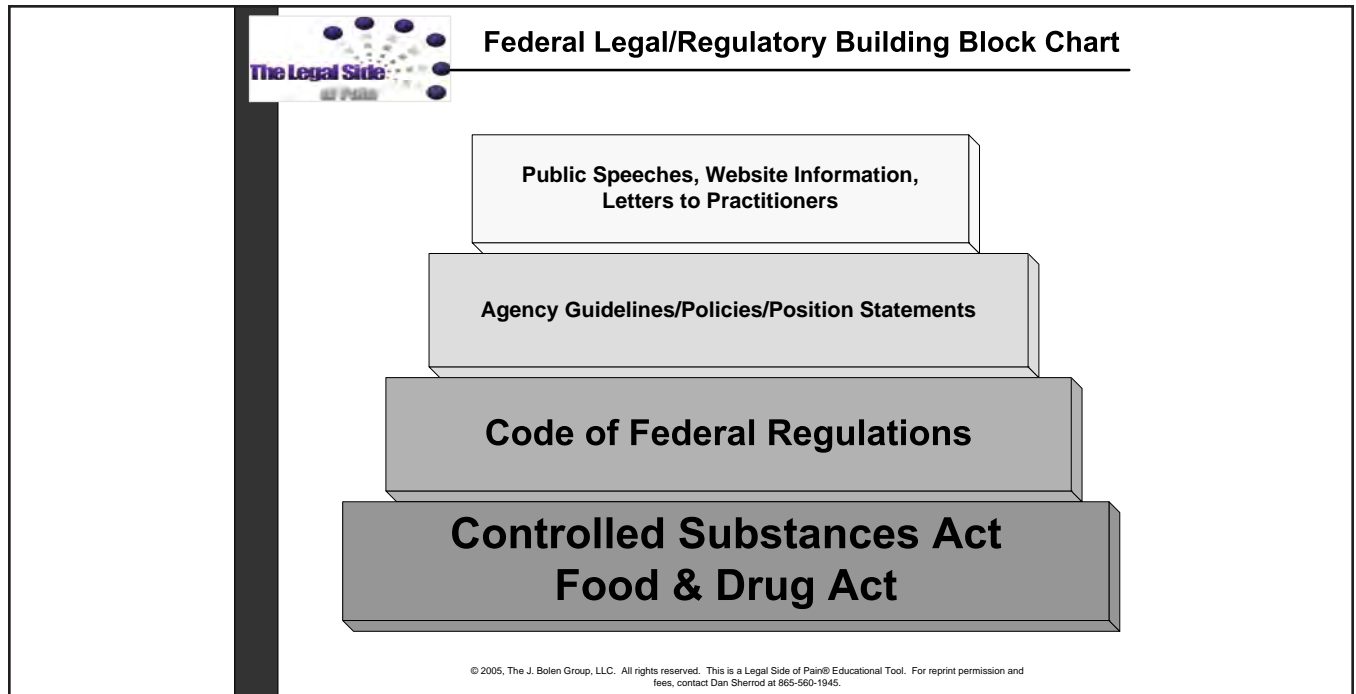 The Legal Side
of Pain
Federal Legal/Regulatory Building Block Chart
Public Speeches, Website Information,
Letters to Practitioners
Agency Guidelines/Policies/Position Statements
Code of Federal Regulations
Controlled Substances Act
Food & Drug Act
© 2005, The J. Bolen Group, LLC. All rights reserved. This is a Legal Side of Pain® Educational Tool. For reprint permission and
fees, contact Dan Sherrod at 865-560-1945.